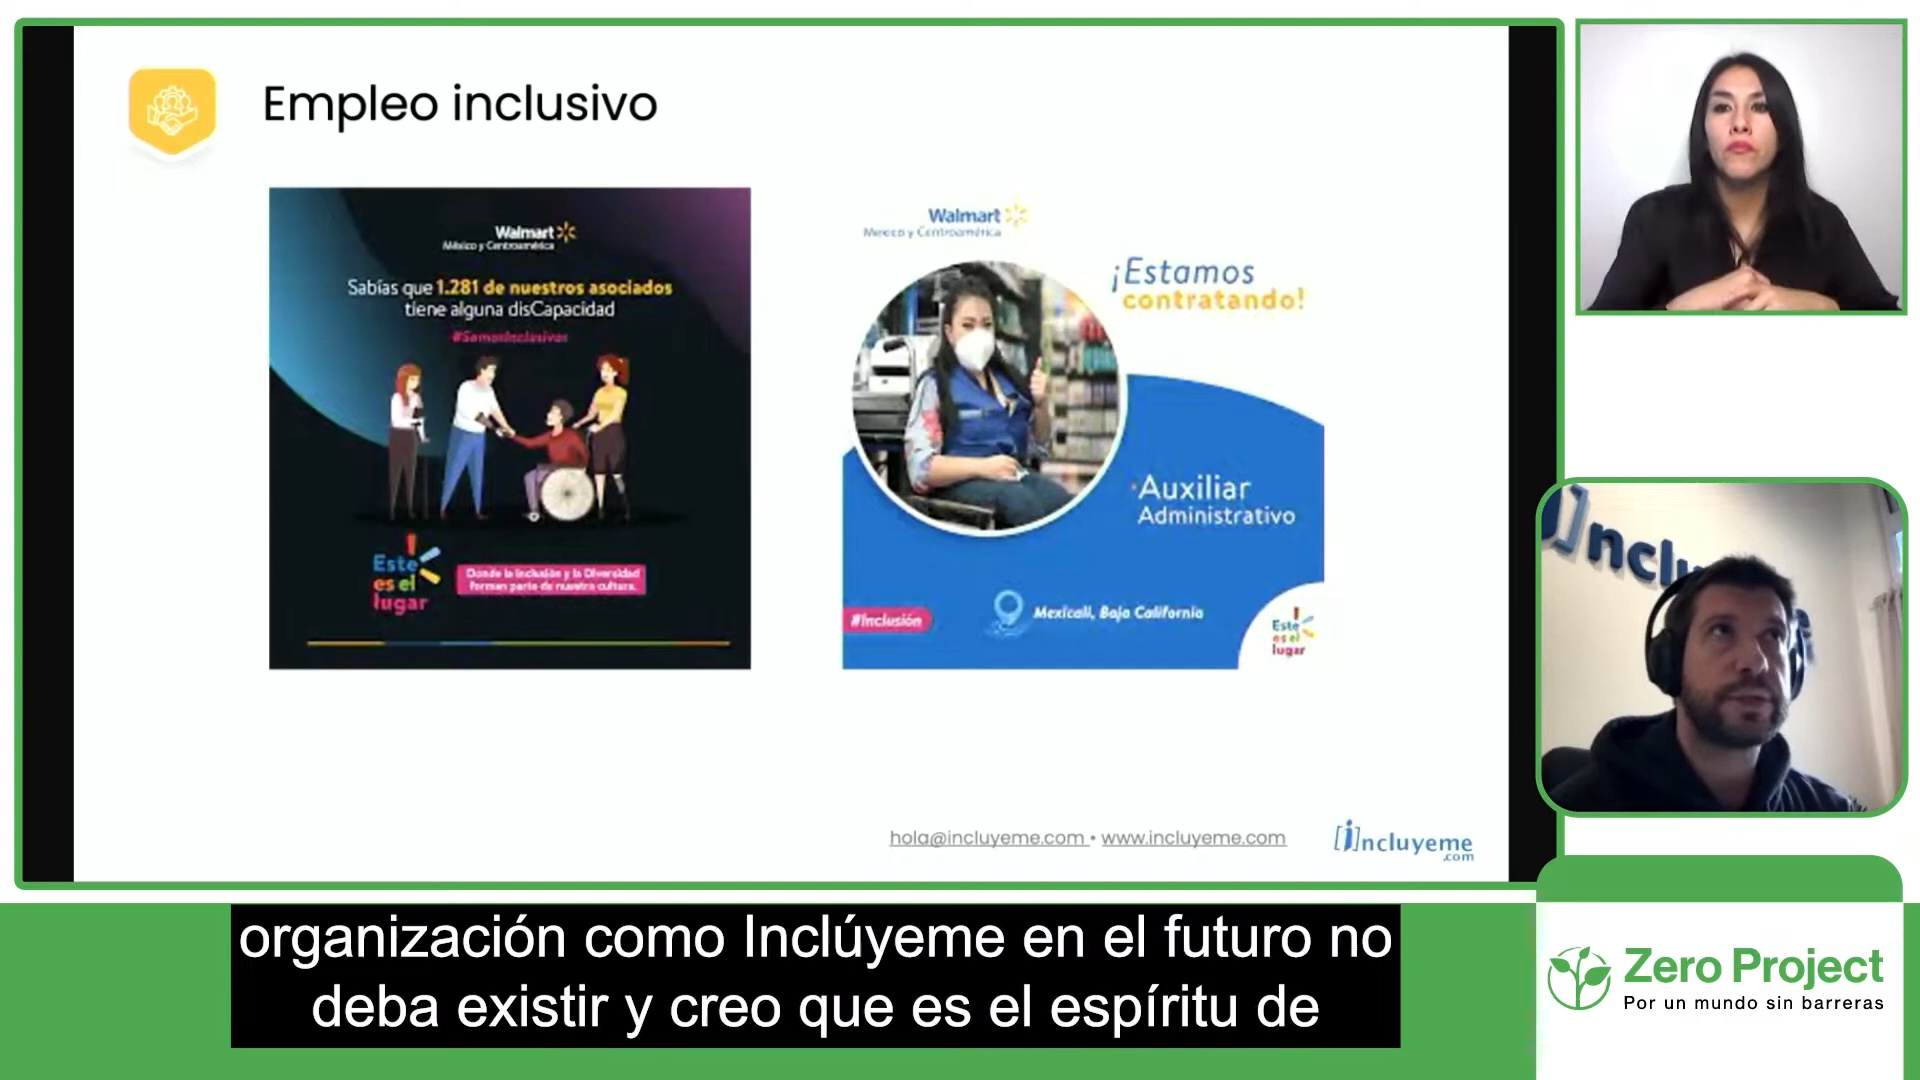 Empleo inclusivo
Walmart
México y Centroamérica
Sabías que 1.281 de nuestros asociados
tiene alguna disCapacidad
#SomosInclusivos
Este
es el
lugar
Donde la inclusión y la Diversidad
forman parte de nuestra cultura.
Walmart
México y Centroamérica
¡Estamos
contratando!
Auxiliar
Administrativo
#Inclusión
Mexicali, Baja California
Este
es el
lugar
hola@incluyeme.com • www.incluyeme.com
[i]ncluyeme
.com
]nclu
organización como Inclúyeme en el futuro no
deba existir y creo que es el espíritu de
Zero Project
Por un mundo sin barreras